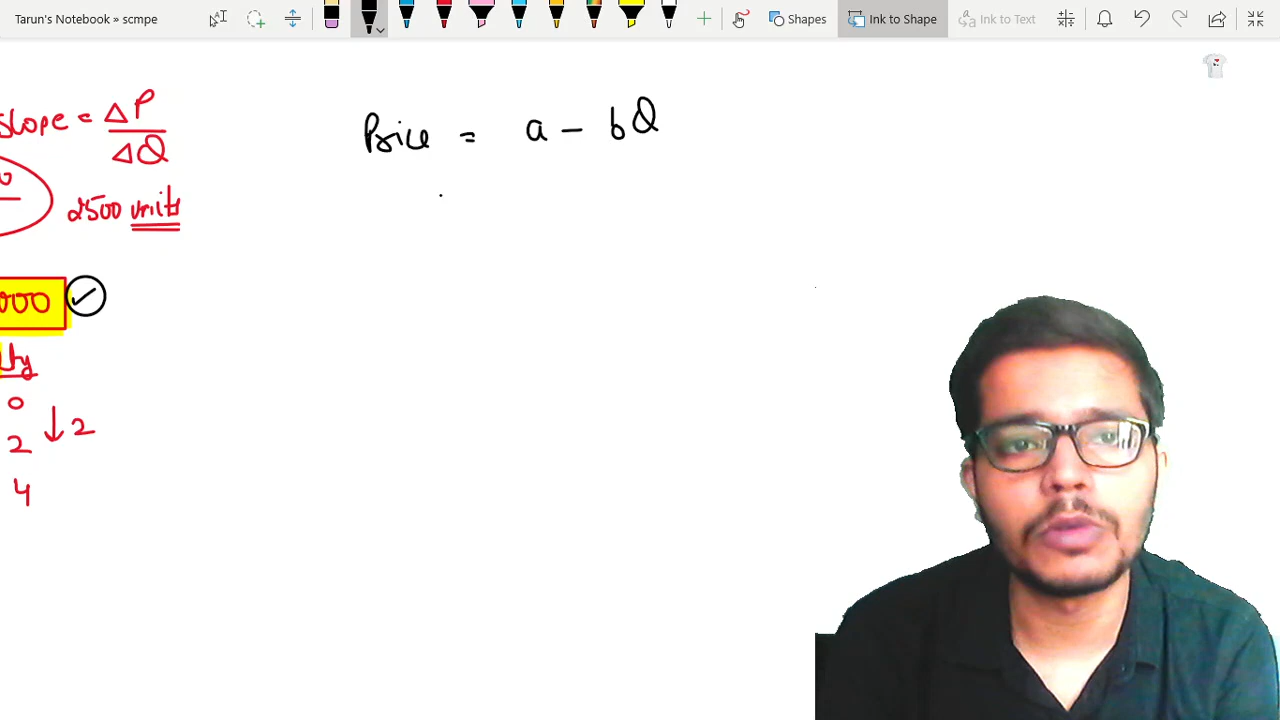 Tarun's Notebook » scmpe
Shapes
Ink to Shape
Ink to Text
slope = ΔP
ΔQ
2500 units
000
0
2
4
↓ 2
Price = a - bQ